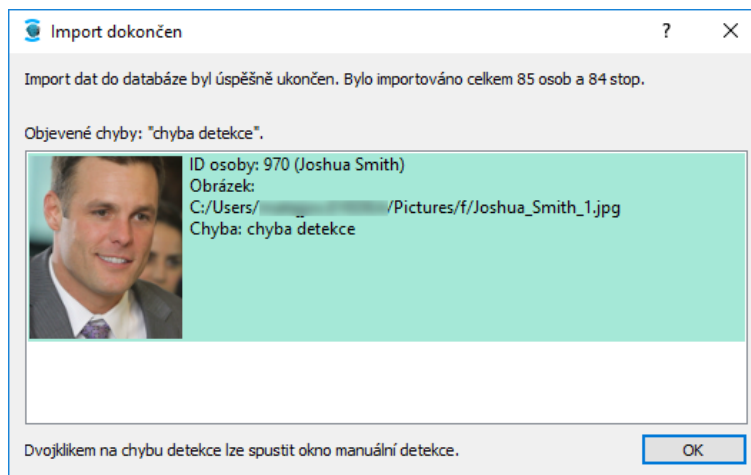 Import dokončen
Import dat do databáze byl úspěšně ukončen. Bylo importováno celkem 85 osob a 84 stop.
Objevené chyby: "chyba detekce".
ID osoby: 970 (Joshua Smith)
Obrázek:
C:/Users/ /Pictures/f/Joshua_Smith_1.jpg
Chyba: chyba detekce
Dvojklikem na chybu detekce lze spustit okno manuální detekce.
OK